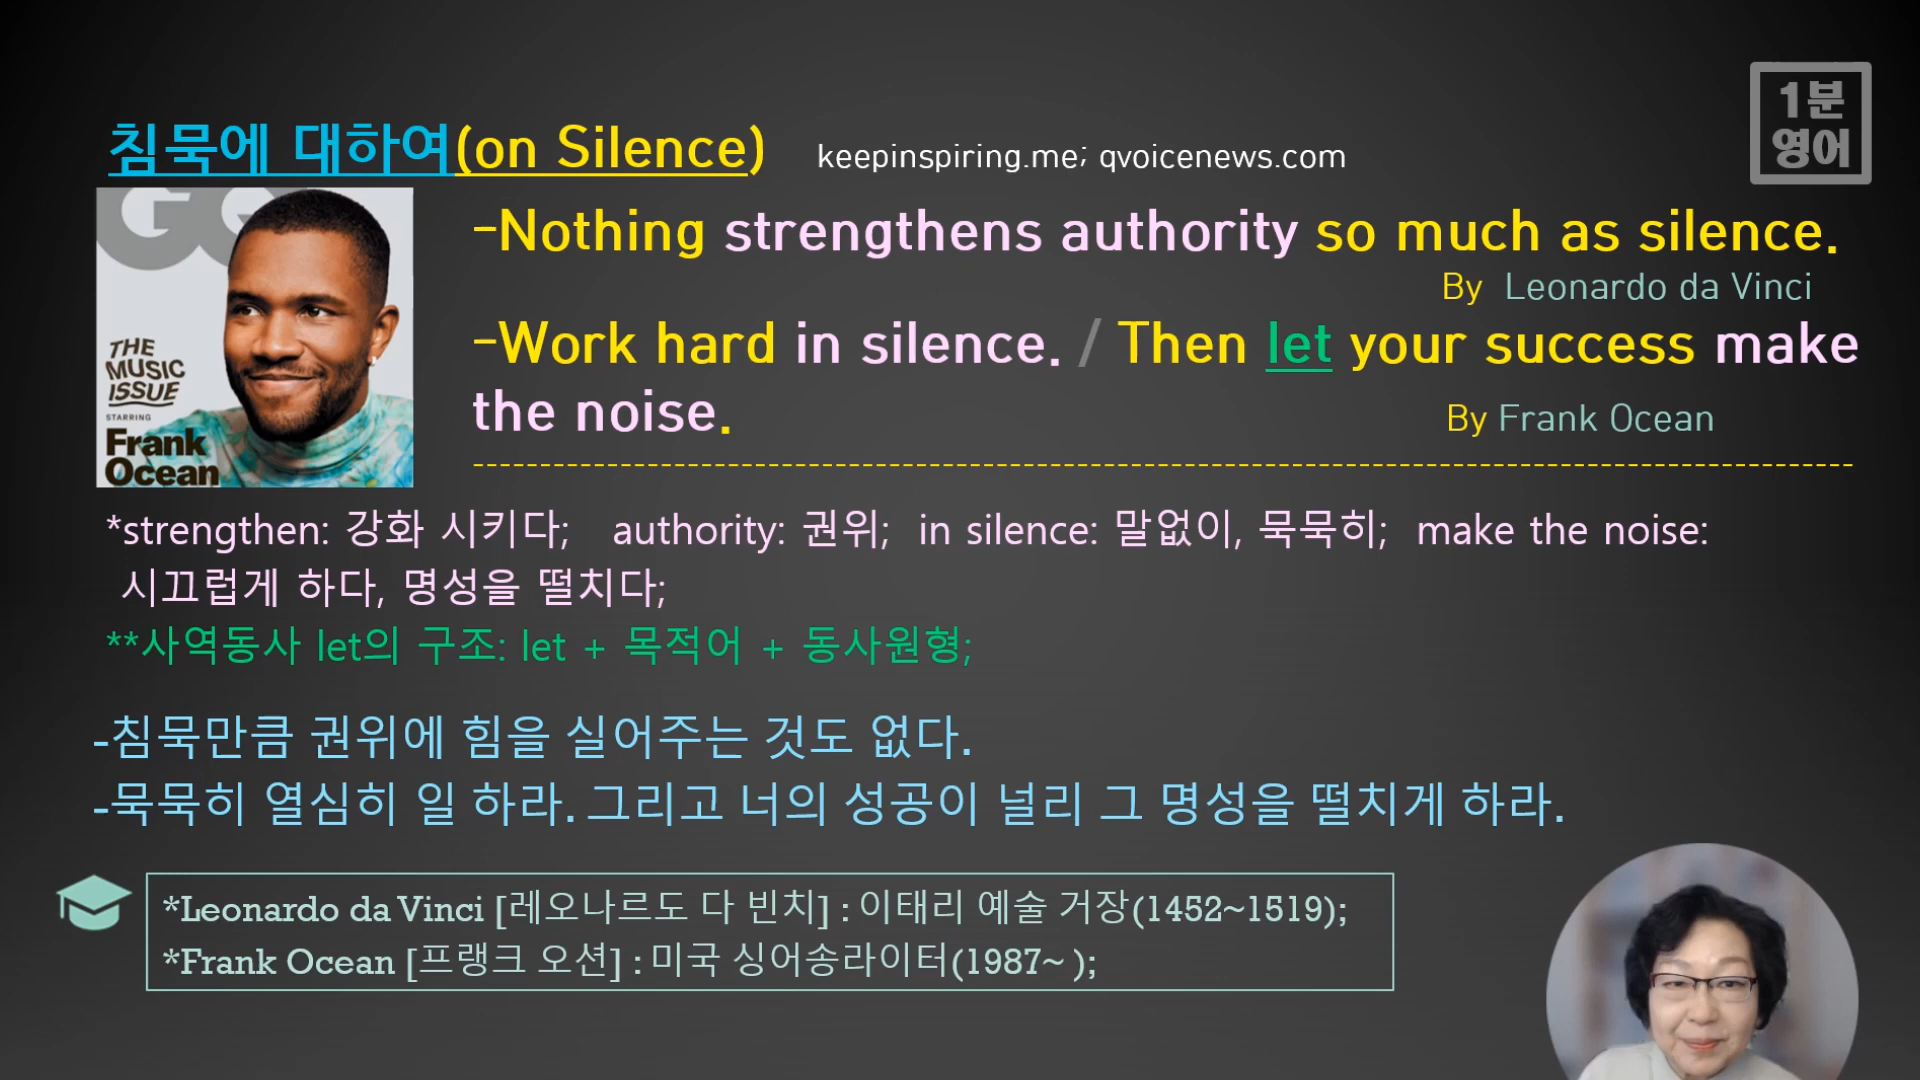 1분
영어
침묵에 대하여(on Silence) keepinspiring.me; qvoicenews.com
GQ
THE
MUSIC
ISSUE
STARRING
Frank
Ocean
-Nothing strengthens authority so much as silence.
By Leonardo da Vinci
-Work hard in silence. / Then let your success make
the noise.
By Frank Ocean
*strengthen: 강화 시키다; authority: 권위; in silence: 말없이, 묵묵히; make the noise:
시끄럽게 하다, 명성을 떨치다;
**사역동사 let의 구조: let + 목적어 + 동사원형;
-침묵만큼 권위에 힘을 실어주는 것도 없다.
-묵묵히 열심히 일 하라. 그리고 너의 성공이 널리 그 명성을 떨치게 하라.
*Leonardo da Vinci [레오나르도 다 빈치] : 이태리 예술 거장(1452~1519);
*Frank Ocean [프랭크 오션] : 미국 싱어송라이터(1987~ );